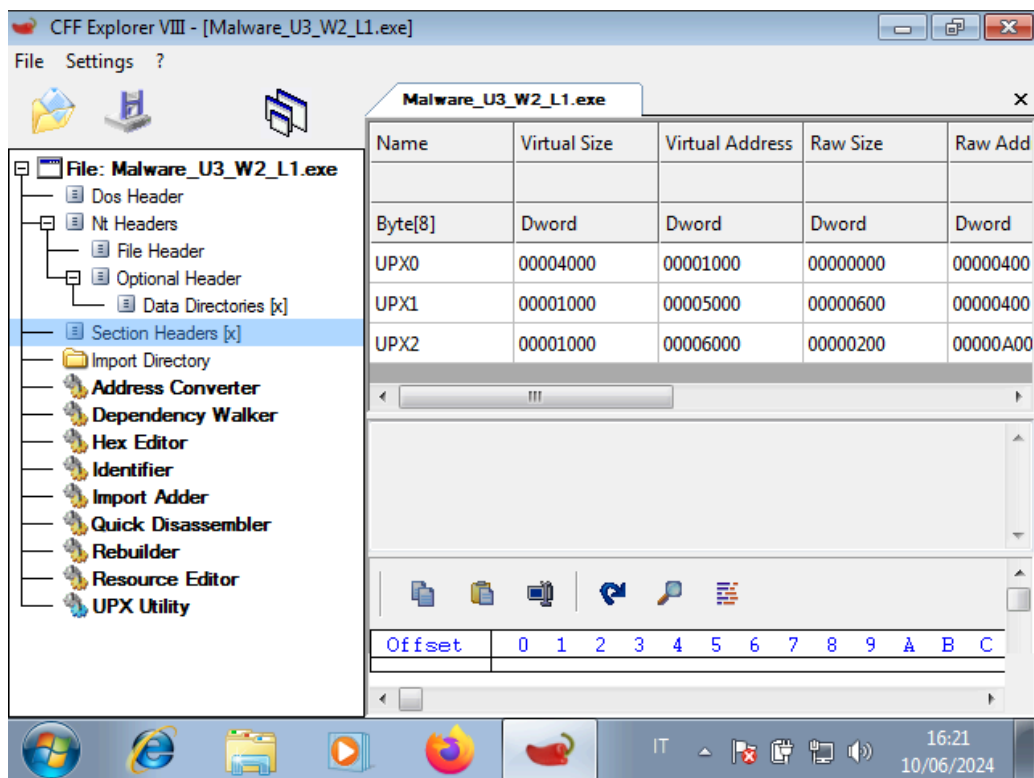 CFF Explorer VIII - [Malware_U3_W2_L1.exe]
File Settings ?
Malware_U3_W2_L1.exe
File: Malware_U3_W2_L1.exe
Dos Header
Nt Headers
File Header
Optional Header
Data Directories [x]
Section Headers [x]
Import Directory
Address Converter
Dependency Walker
Hex Editor
Identifier
Import Adder
Quick Disassembler
Rebuilder
Resource Editor
UPX Utility
Name Virtual Size Virtual Address Raw Size Raw Add
Byte[8] Dword Dword Dword Dword
UPX0 00004000 00001000 00000000 00000400
UPX1 00001000 00005000 00000600 00000400
UPX2 00001000 00006000 00000200 00000A00
Offset 0 1 2 3 4 5 6 7 8 9 A B C
IT
16:21
10/06/2024